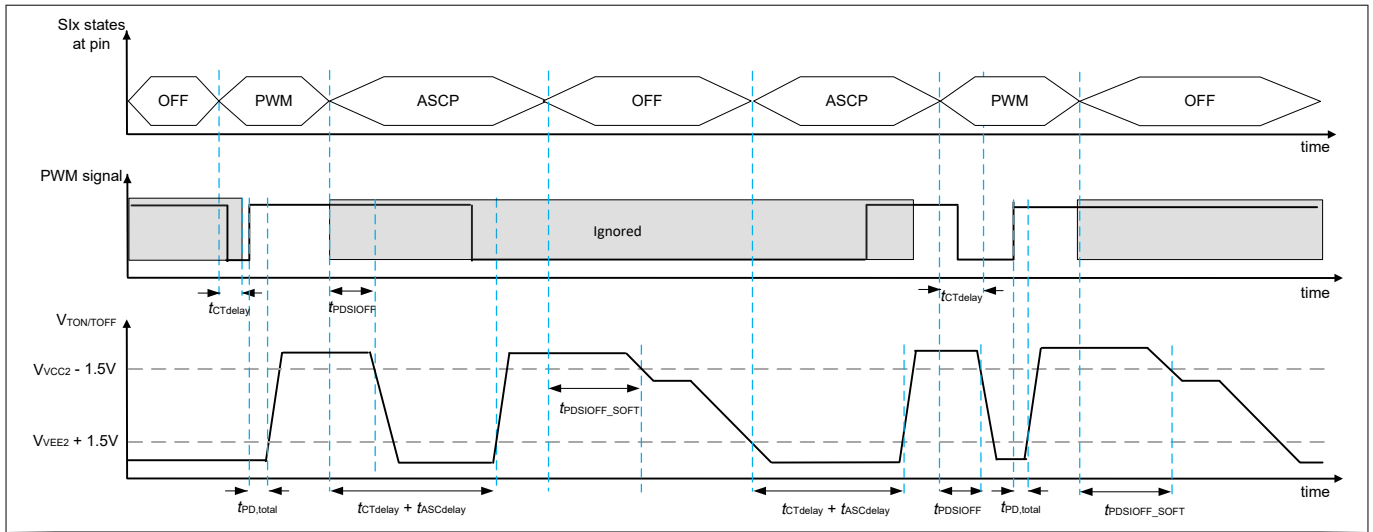 SIx states
at pin
OFF PWM ASCP OFF ASCP PWM OFF
time
PWM signal
Ignored
tCTdelay tPDSIOFF tCTdelay time
VTON/TOFF
VVCC2 - 1.5V
tPDSIOFF_SOFT
VVEE2 + 1.5V
time
tPD,total tCTdelay + tASCdelay tCTdelay + tASCdelay tPDSIOFF tPD,total tPDSIOFF_SOFT